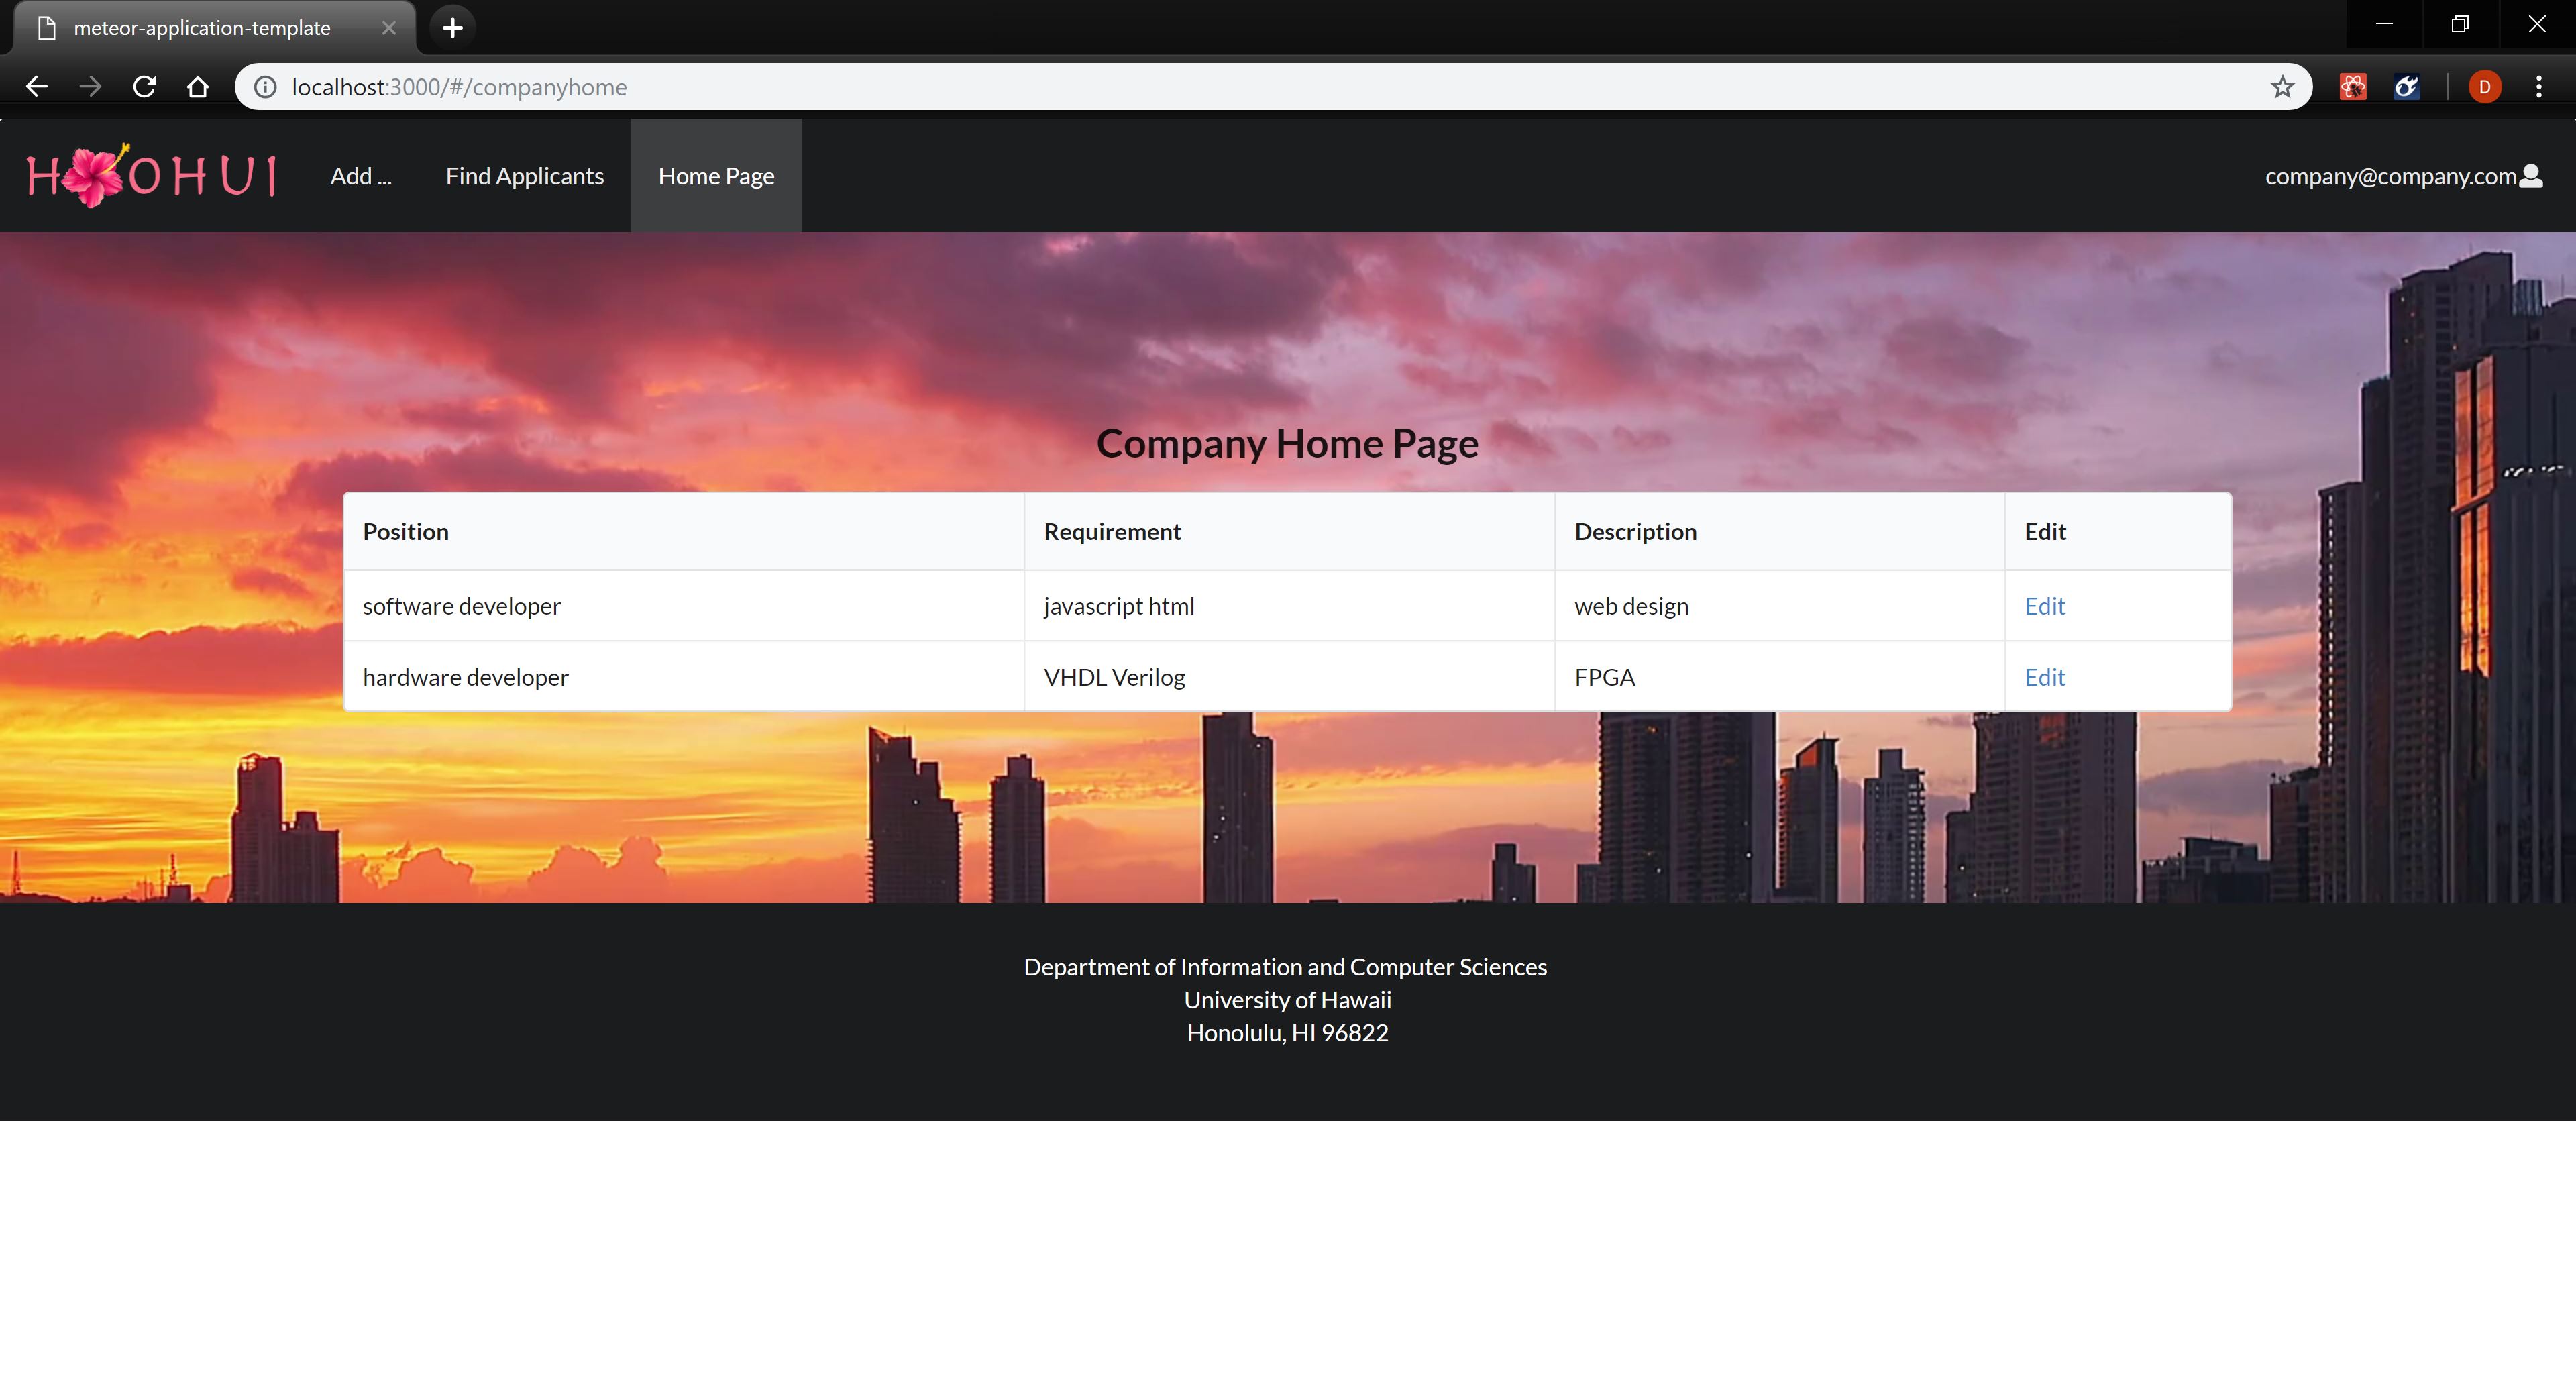 meteor-application-template
localhost:3000/#/companyhome
D
HOOHUI Add ... Find Applicants Home Page company@company.com
Company Home Page
Position Requirement Description Edit
software developer javascript html web design Edit
hardware developer VHDL Verilog FPGA Edit
Department of Information and Computer Sciences
University of Hawaii
Honolulu, HI 96822